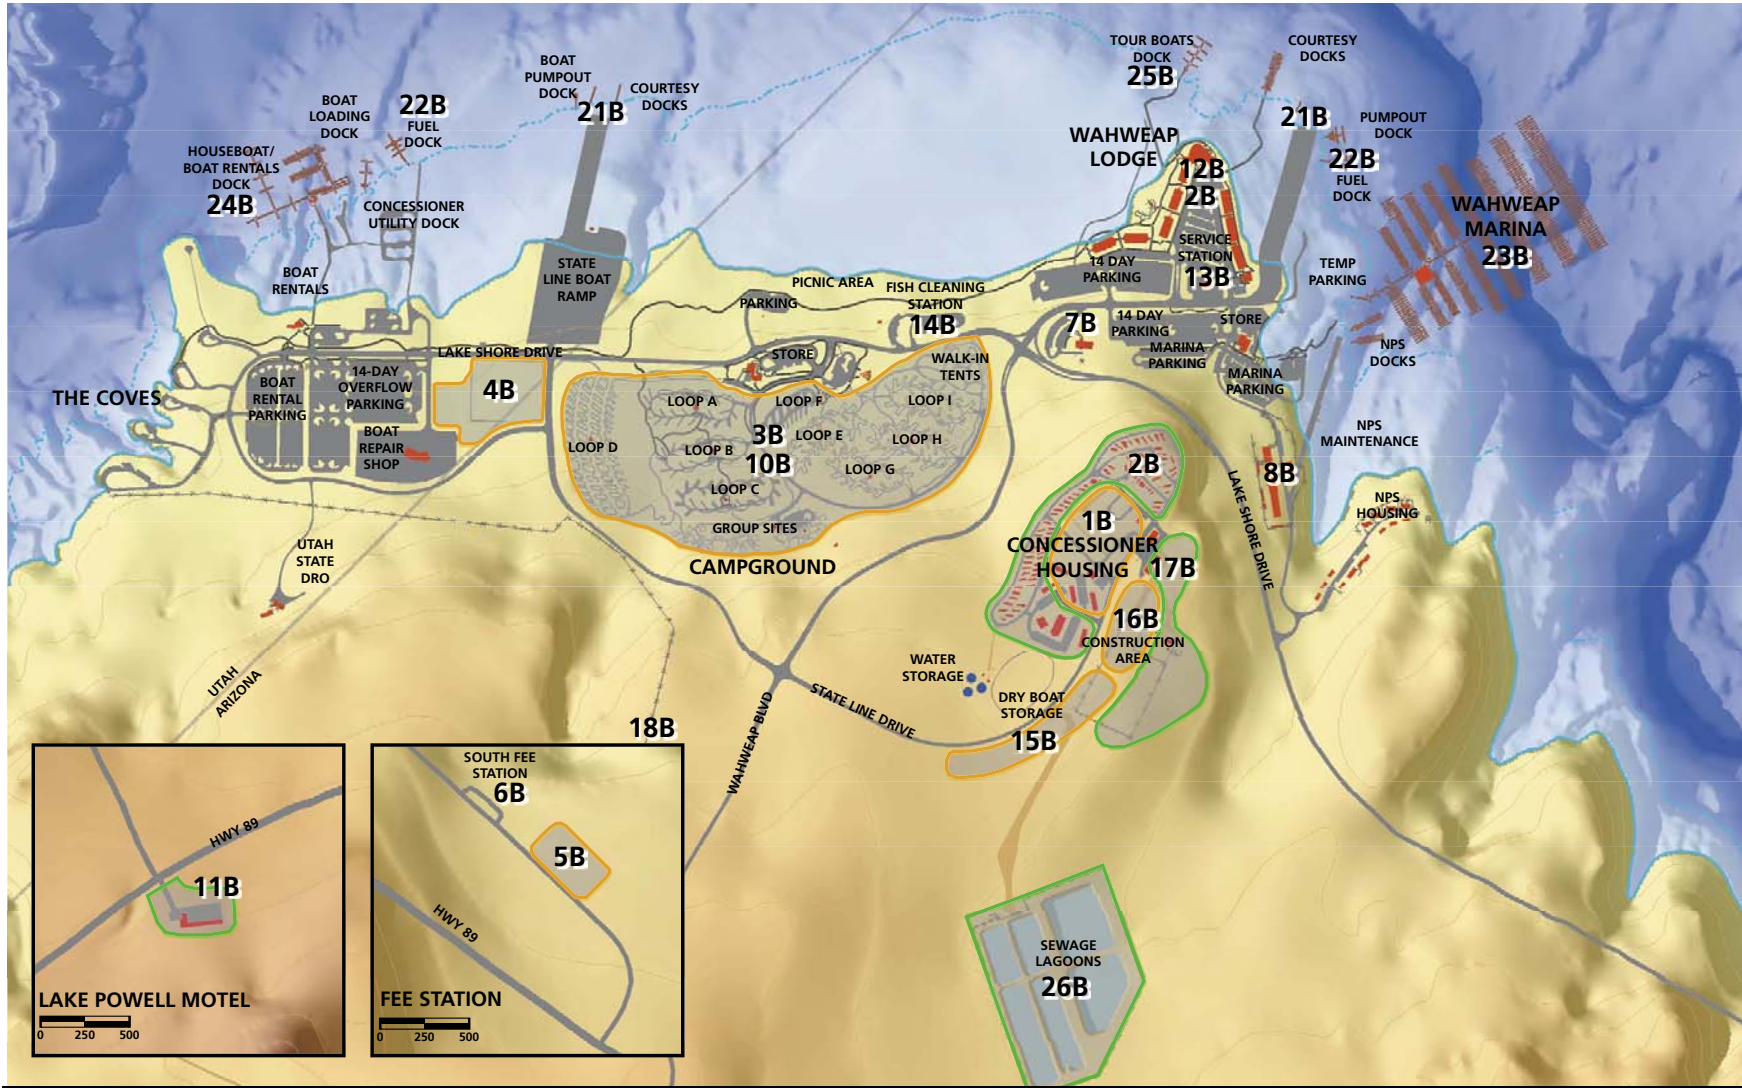 TOUR BOATS
DOCK
25B
COURTESY
DOCKS
BOAT
PUMPOUT
DOCK
21B
COURTESY
DOCKS
BOAT
LOADING
DOCK
22B
FUEL
DOCK
21B
PUMPOUT
DOCK
22B
FUEL
DOCK
WAHWEAP
LODGE
12B
2B
HOUSEBOAT/
BOAT RENTALS
DOCK
24B
CONCESSIONER
UTILITY DOCK
WAHWEAP
MARINA
23B
SERVICE
STATION
13B
14 DAY
PARKING
TEMP
PARKING
BOAT
RENTALS
STATE
LINE BOAT
RAMP
PICNIC AREA
PARKING
FISH CLEANING
STATION
14B
7B
14 DAY
PARKING
STORE
MARINA
PARKING
NPS
DOCKS
MARINA
PARKING
LAKE SHORE DRIVE
STORE
WALK-IN
TENTS
THE COVES
BOAT
RENTAL
PARKING
14-DAY
OVERFLOW
PARKING
4B
BOAT
REPAIR
SHOP
LOOP A
LOOP F
LOOP I
LOOP D
LOOP B
3B
10B
LOOP E
LOOP H
LOOP G
LOOP C
GROUP SITES
CAMPGROUND
NPS
MAINTENANCE
8B
2B
LAKE SHORE DRIVE
NPS
HOUSING
1B
CONCESSIONER
HOUSING
17B
16B
CONSTRUCTION
AREA
UTAH
STATE
DRO
UTAH
ARIZONA
WATER
STORAGE
DRY BOAT
STORAGE
15B
STATE LINE DRIVE
WAHWEAP BLVD
18B
HWY 89
11B
LAKE POWELL MOTEL
0 250 500
SOUTH FEE
STATION
6B
5B
HWY 89
FEE STATION
0 250 500
SEWAGE
LAGOONS
26B